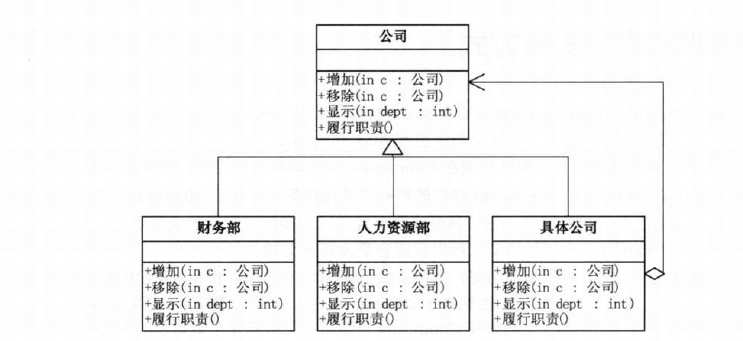 公司
+增加(in c : 公司)
+移除(in c : 公司)
+显示(in dept : int)
+履行职责()
财务部
+增加(in c : 公司)
+移除(in c : 公司)
+显示(in dept : int)
+履行职责()
人力资源部
+增加(in c : 公司)
+移除(in c : 公司)
+显示(in dept : int)
+履行职责()
具体公司
+增加(in c : 公司)
+移除(in c : 公司)
+显示(in dept : int)
+履行职责()